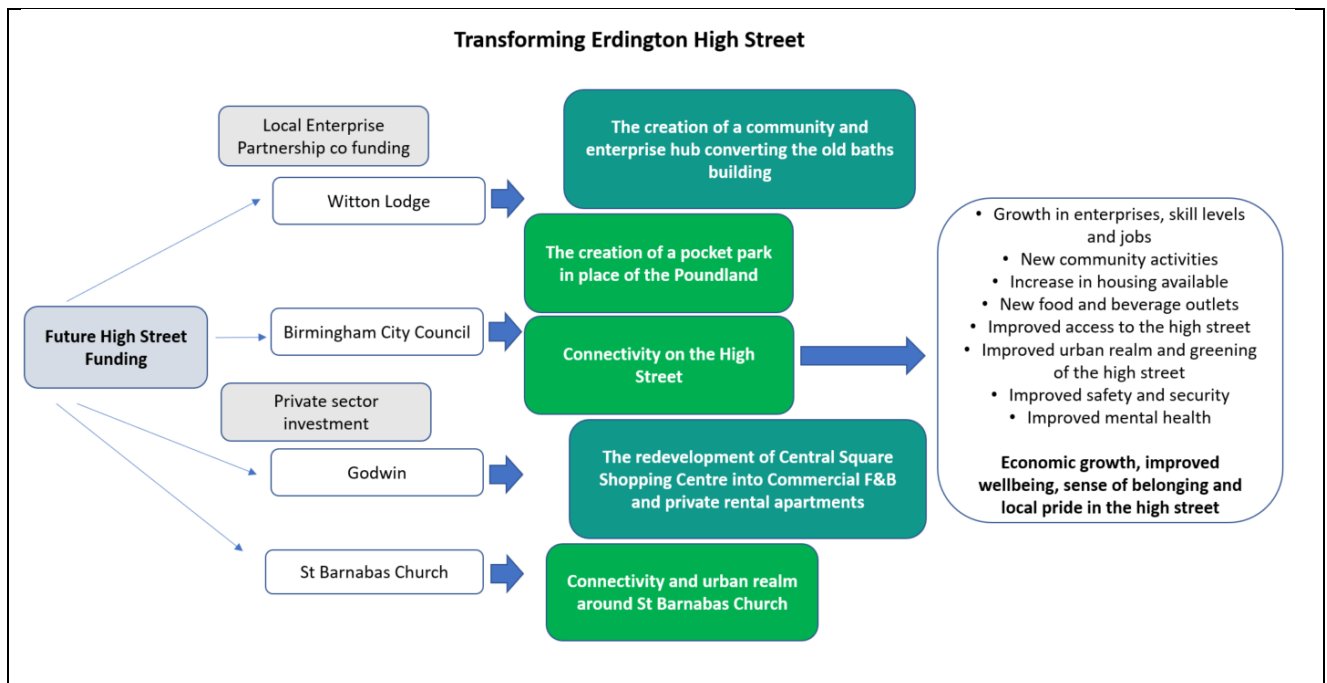 Transforming Erdington High Street
Local Enterprise
Partnership co funding
The creation of a community and
enterprise hub converting the old baths
building
Witton Lodge
The creation of a pocket park
in place of the Poundland
Future High Street
Funding
Birmingham City Council
Connectivity on the High
Street
Private sector
investment
Godwin
The redevelopment of Central Square
Shopping Centre into Commercial F&B
and private rental apartments
St Barnabas Church
Connectivity and urban realm
around St Barnabas Church
• Growth in enterprises, skill levels
and jobs
• New community activities
• Increase in housing available
• New food and beverage outlets
• Improved access to the high street
• Improved urban realm and greening
of the high street
• Improved safety and security
• Improved mental health
Economic growth, improved
wellbeing, sense of belonging and
local pride in the high street